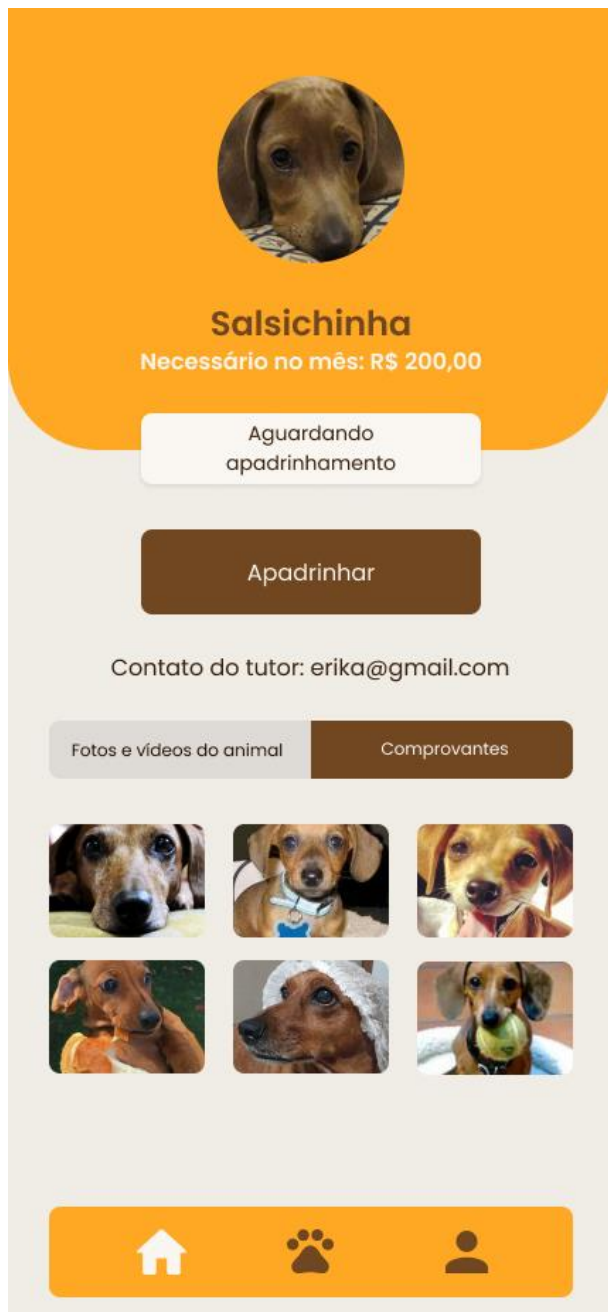 Salsichinha
Necessário no mês: R$ 200,00
Aguardando
apadrinhamento
Apadrinhar
Contato do tutor: erika@gmail.com
Fotos e vídeos do animal
Comprovantes